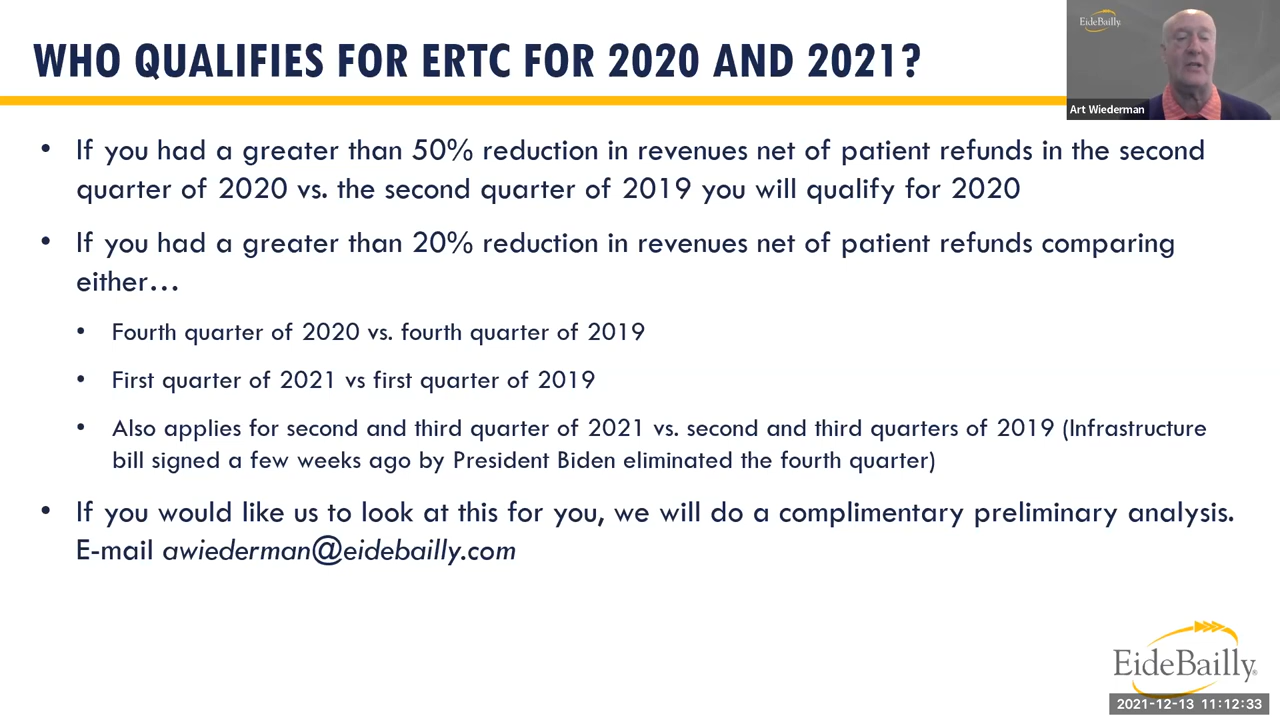 WHO QUALIFIES FOR ERTC FOR 2020 AND 2021?
EideBailly.
Art Wiederman
• If you had a greater than 50% reduction in revenues net of patient refunds in the second
quarter of 2020 vs. the second quarter of 2019 you will qualify for 2020
• If you had a greater than 20% reduction in revenues net of patient refunds comparing
either…
• Fourth quarter of 2020 vs. fourth quarter of 2019
• First quarter of 2021 vs first quarter of 2019
• Also applies for second and third quarter of 2021 vs. second and third quarters of 2019 (Infrastructure
bill signed a few weeks ago by President Biden eliminated the fourth quarter)
• If you would like us to look at this for you, we will do a complimentary preliminary analysis.
E-mail awiederman@eidebailly.com
EideBailly®
2021-12-13 11:12:33